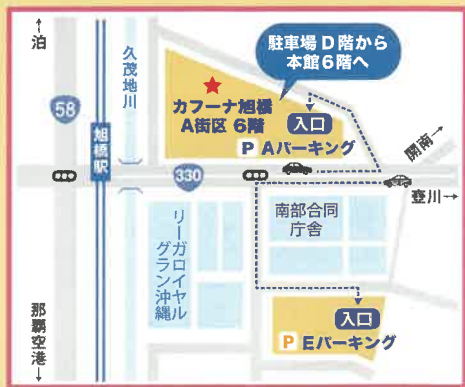 泊
久茂地川
58
旭橋駅
駐車場D階から
本館6階へ
カフーナ旭橋
A街区 6階
入口
P Aパーキング
開南
壺川
330
リーガロイヤル
グラン沖縄
南部合同
庁舎
入口
P Eパーキング
那覇空港